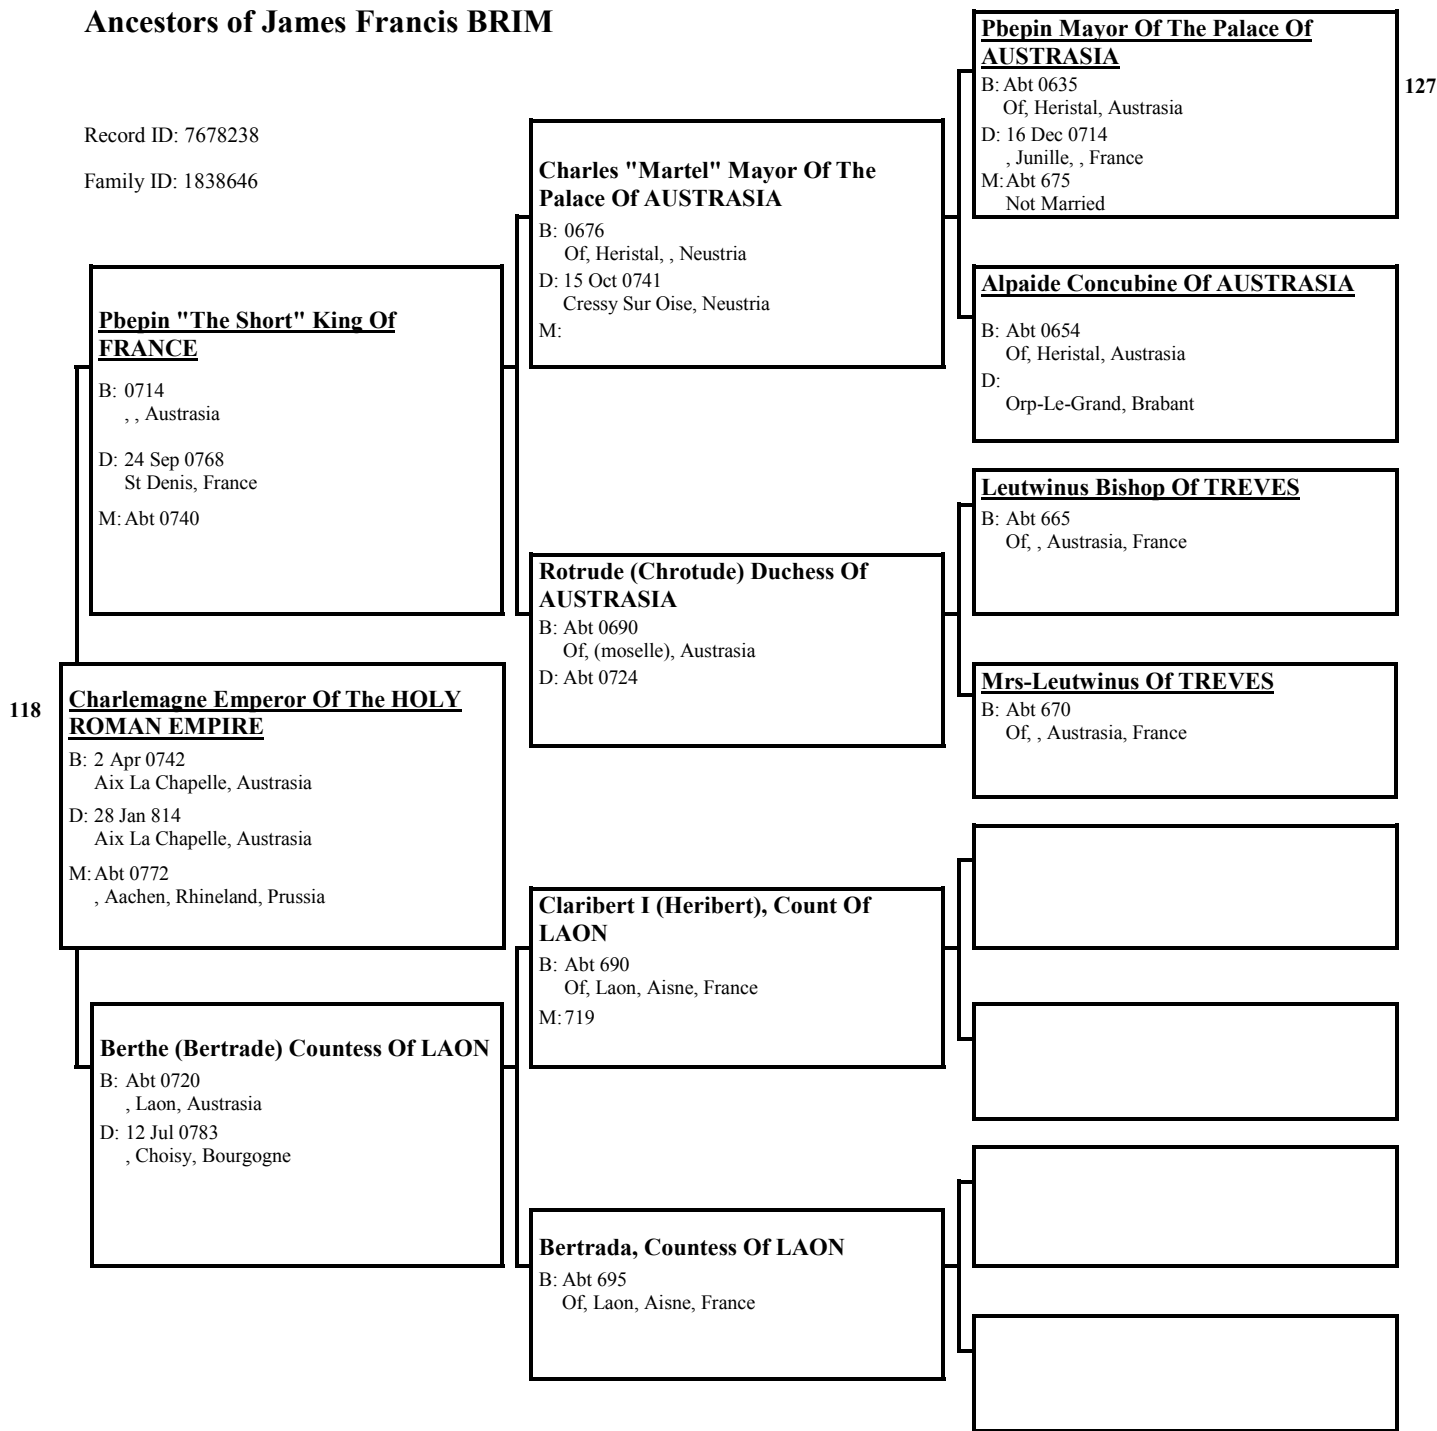 Ancestors of James Francis BRIM
Record ID: 7678238
Family ID: 1838646
118
Charlemagne Emperor Of The HOLY
ROMAN EMPIRE
B: 2 Apr 0742
Aix La Chapelle, Austrasia
D: 28 Jan 814
Aix La Chapelle, Austrasia
M: Abt 0772
, Aachen, Rhineland, Prussia
Pbepin "The Short" King Of
FRANCE
B: 0714
, , Austrasia
D: 24 Sep 0768
St Denis, France
M: Abt 0740
Berthe (Bertrade) Countess Of LAON
B: Abt 0720
, Laon, Austrasia
D: 12 Jul 0783
, Choisy, Bourgogne
Charles "Martel" Mayor Of The
Palace Of AUSTRASIA
B: 0676
Of, Heristal, , Neustria
D: 15 Oct 0741
Cressy Sur Oise, Neustria
M:
Rotrude (Chrotude) Duchess Of
AUSTRASIA
B: Abt 0690
Of, (moselle), Austrasia
D: Abt 0724
Claribert I (Heribert), Count Of
LAON
B: Abt 690
Of, Laon, Aisne, France
M: 719
Bertrada, Countess Of LAON
B: Abt 695
Of, Laon, Aisne, France
Pbepin Mayor Of The Palace Of
AUSTRASIA
B: Abt 0635
Of, Heristal, Austrasia
D: 16 Dec 0714
, Junille, , France
M: Abt 675
Not Married
127
Alpaide Concubine Of AUSTRASIA
B: Abt 0654
Of, Heristal, Austrasia
D:
Orp-Le-Grand, Brabant
Leutwinus Bishop Of TREVES
B: Abt 665
Of, , Austrasia, France
Mrs-Leutwinus Of TREVES
B: Abt 670
Of, , Austrasia, France